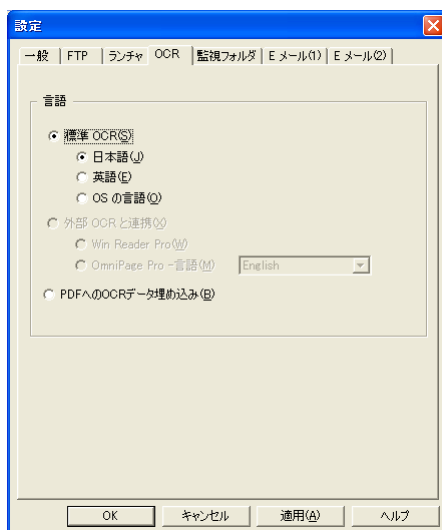 設定
一般 FTP ランチャ OCR 監視フォルダ E メール(1) E メール(2)
言語
標準 OCR(S)
日本語(J)
英語(E)
OS の言語(O)
外部 OCR と連携(X)
Win Reader Pro(W)
OmniPage Pro -言語(M) English
PDFへのOCRデータ埋め込み(B)
OK キャンセル 適用(A) ヘルプ